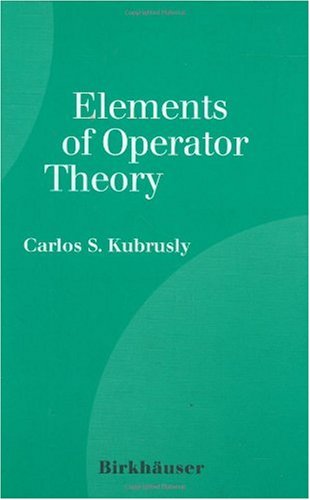 Elements
of Operator
Theory
Carlos S. Kubrusly
Birkhäuser